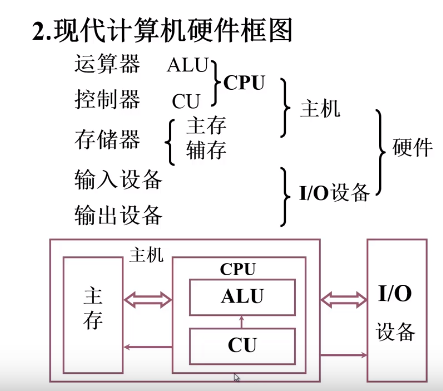 2.现代计算机硬件框图
运算器 ALU
CPU
控制器 CU
主机
存储器 主存
辅存
硬件
输入设备
I/O设备
输出设备
主机
CPU
主存
ALU
CU
I/O
设备